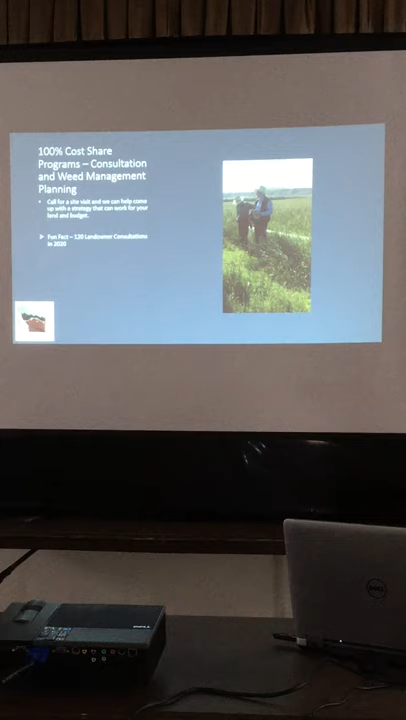 100% Cost Share
Programs – Consultation
and Weed Management
Planning
• Call for a site visit and we can help come
up with a strategy that can work for your
land and budget.
➤ Fun Fact – 120 Landowner Consultations
in 2020
DELL